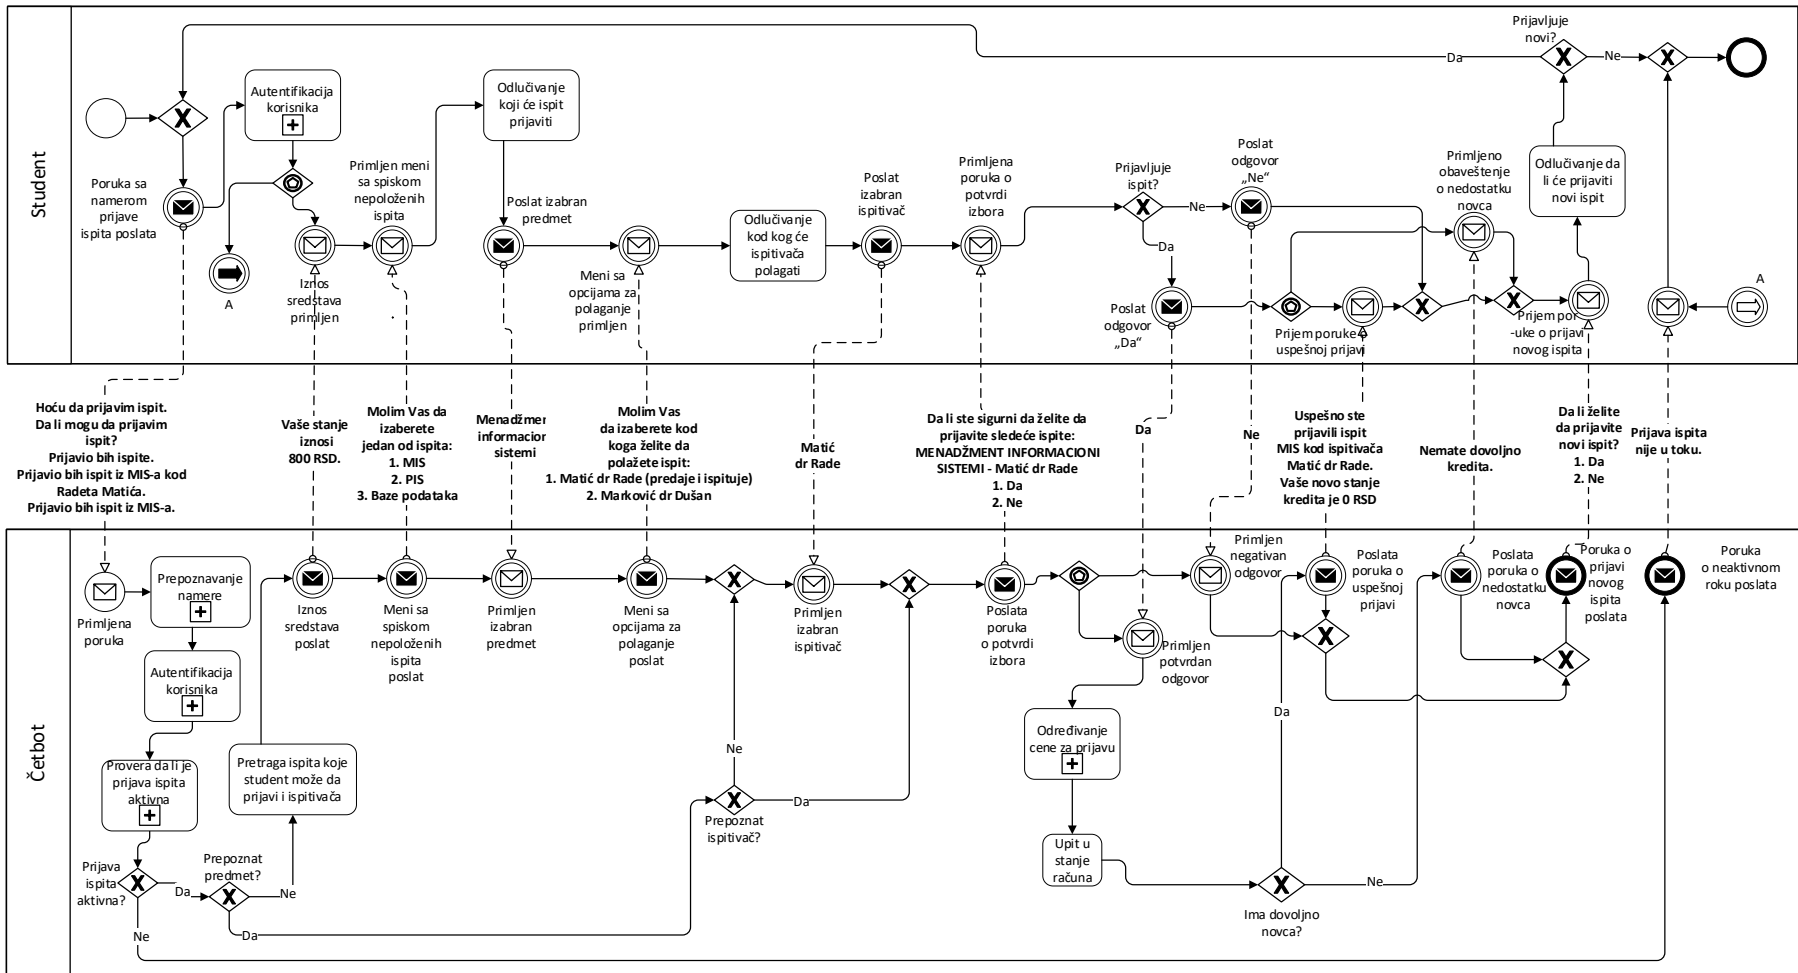 Student
Prijavljuje
novi?
Da
Ne
Autentifikacija
korisnika
Odlučivanje
koji će ispit
prijaviti
Poruka sa
namerom
prijave
ispita poslata
A
Iznos
sredstava
primljen
Primljen meni
sa spiskom
nepoloženih
ispita
Poslat izabran
predmet
Meni sa
opcijama za
polaganje
primljen
Odlučivanje
kod kog će
ispitivača
polagati
Poslat
izabran
ispitivač
Primljena
poruka o
potvrdi
izbora
Prijavljuje
ispit?
Ne
Da
Poslat
odgovor
„Ne“
Poslat
odgovor
„Da“
Prijem poruke o
uspešnoj prijavi
Primljeno
obaveštenje
o nedostatku
novca
Odlučivanje da
li će prijaviti
novi ispit
Prijem por
-uke o prijavi
novog ispita
A
Hoću da prijavim ispit.
Da li mogu da prijavim
ispit?
Prijavio bih ispite.
Prijavio bih ispit iz MIS-a kod
Radeta Matića.
Prijavio bih ispit iz MIS-a.
Vaše stanje
iznosi
800 RSD.
Molim Vas da
izaberete
jedan od ispita:
1. MIS
2. PIS
3. Baze podataka
Menadžmen
informacior
sistemi
Molim Vas
da izaberete kod
koga želite da
polažete ispit:
1. Matić dr Rade (predaje i ispituje)
2. Marković dr Dušan
Matić
dr Rade
Da li ste sigurni da želite da
prijavite sledeće ispite:
MENADŽMENT INFORMACIONI
SISTEMI - Matić dr Rade
1. Da
2. Ne
Da
Ne
Uspešno ste
prijavili ispit
MIS kod ispitivača
Matić dr Rade.
Vaše novo stanje
kredita je 0 RSD
Nemate dovoljno
kredita.
Da li želite
da prijavite
novi ispit?
1. Da
2. Ne
Prijava ispita
nije u toku.
Četbot
Primljena
poruka
Prepoznavanje
namere
Autentifikacija
korisnika
Provera da li je
prijava ispita
aktivna
Prijava
ispita
aktivna?
Da
Ne
Prepoznat
predmet?
Ne
Da
Pretraga ispita koje
student može da
prijavi i ispitivača
Iznos
sredstava
poslat
Meni sa
spiskom
nepoloženih
ispita
poslat
Primljen
izabran
predmet
Meni sa
opcijama za
polaganje
poslat
Ne
Da
Prepoznat
ispitivač?
Primljen
izabran
ispitivač
Poslata
poruka
o potvrdi
izbora
Primljen
negativan
odgovor
Primljen
potvrdan
odgovor
Određivanje
cene za prijavu
Upit u
stanje
računa
Da
Ne
Ima dovoljno
novca?
Poslata
poruka o
uspešnoj
prijavi
Poslata
poruka o
nedostatku
novca
Poruka o
prijavi
novog
ispita
poslata
Poruka
o neaktivnom
roku poslata